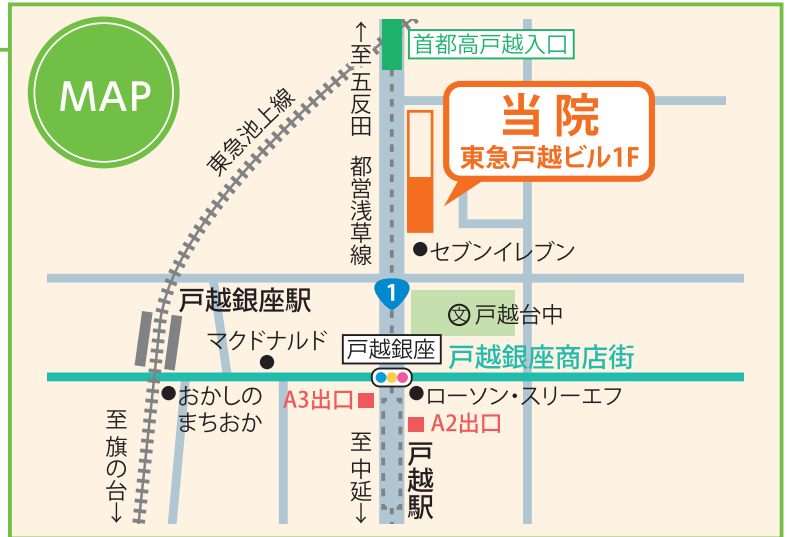 MAP
↑至 五反田
首都高戸越入口
東急池上線
都営浅草線
当院
東急戸越ビル1F
セブンイレブン
1
戸越銀座駅
文 戸越台中
マクドナルド
戸越銀座
戸越銀座商店街
おかしの
まちおか
A3出口
ローソン・スリーエフ
A2出口
至 旗の台↓
至 中延↓
戸越駅